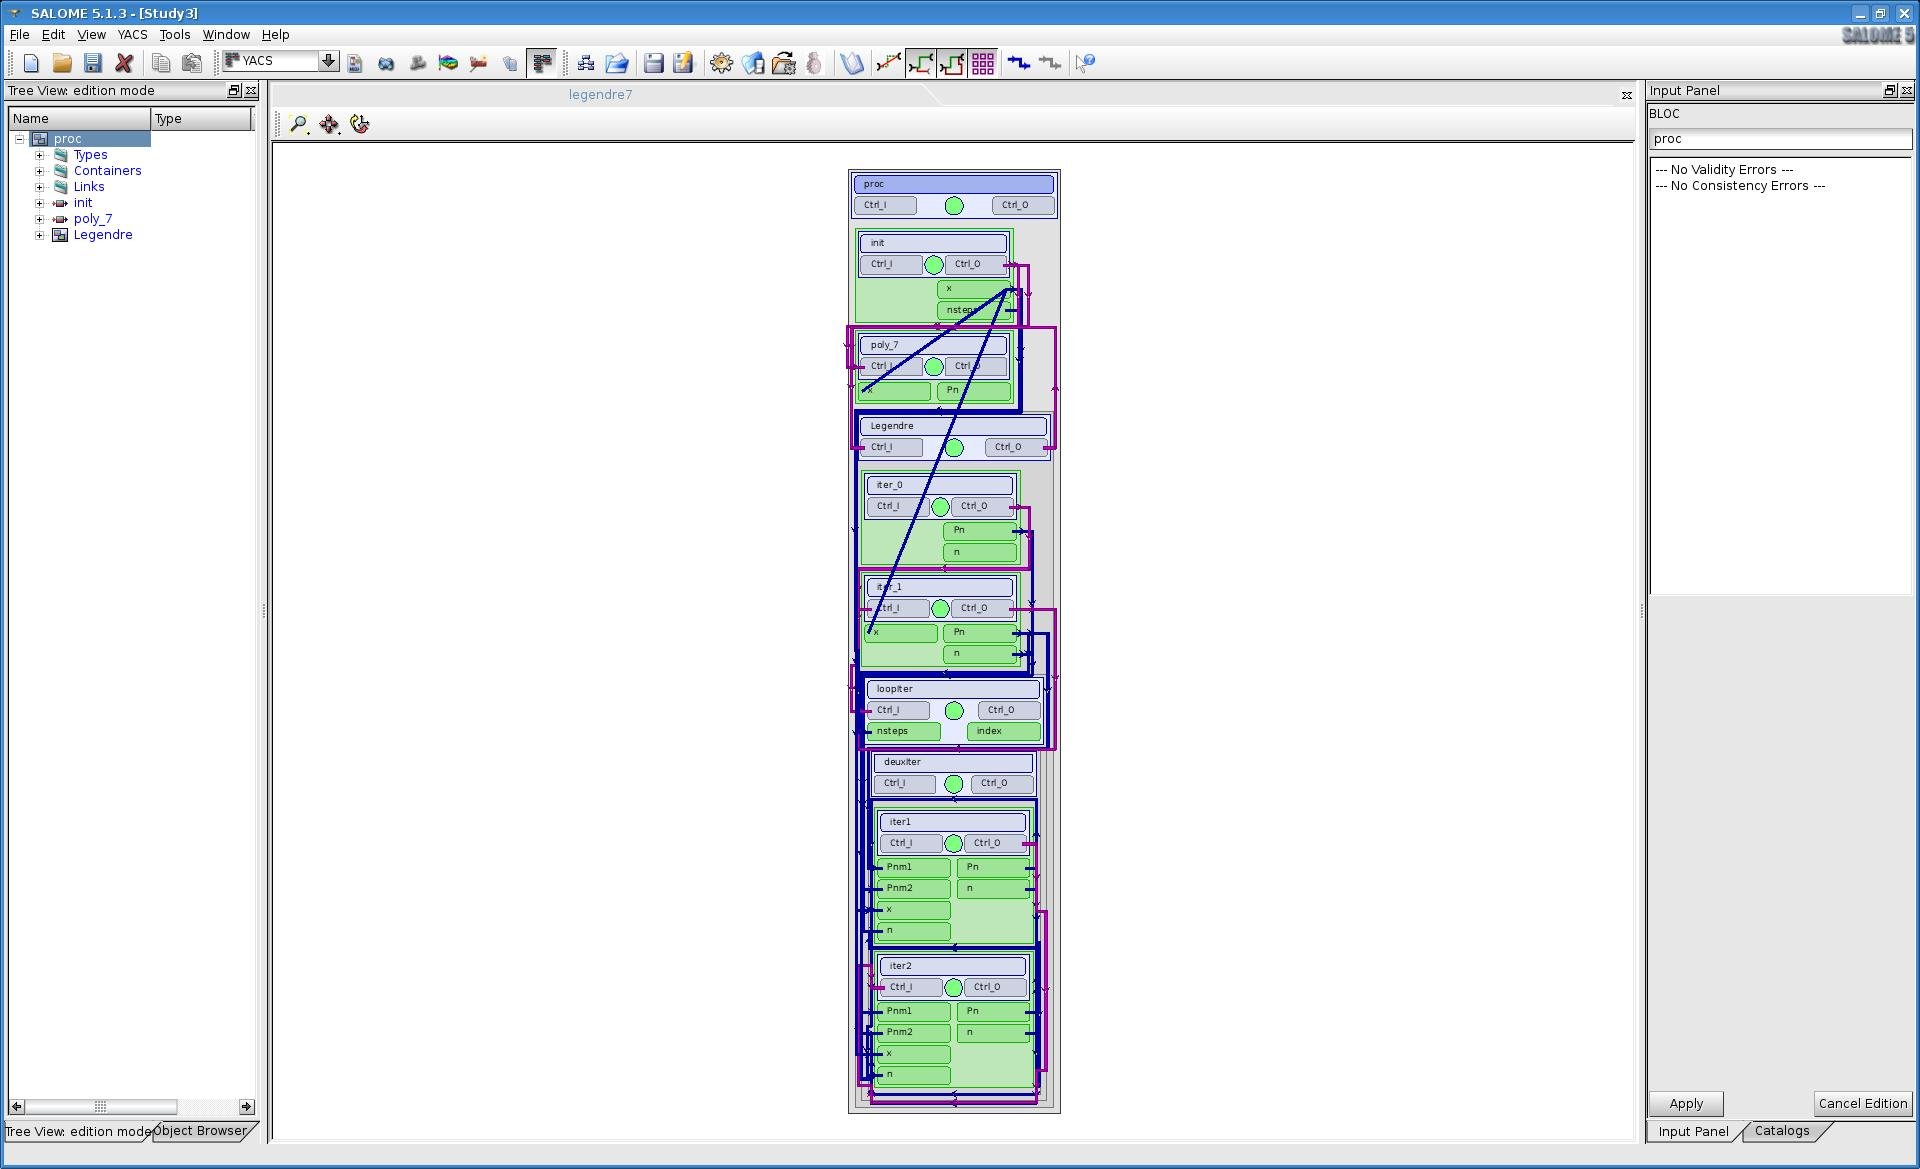 SALOME 5.1.3 - [Study3]
File Edit View YACS Tools Window Help
SALOME 5
YACS
Tree View: edition mode
Name Type
proc
Types
Containers
Links
init
poly_7
Legendre
Tree View: edition mode
Object Browser
legendre7
proc
Ctrl_I Ctrl_O
init
Ctrl_I Ctrl_O
x
nsteps
poly_7
Ctrl_I Ctrl_O
x Pn
Legendre
Ctrl_I Ctrl_O
iter_0
Ctrl_I Ctrl_O
Pn
n
iter_1
Ctrl_I Ctrl_O
x Pn
n
loopIter
Ctrl_I Ctrl_O
nsteps index
deuxIter
Ctrl_I Ctrl_O
iter1
Ctrl_I Ctrl_O
Pnm1 Pn
Pnm2 n
x
n
iter2
Ctrl_I Ctrl_O
Pnm1 Pn
Pnm2 n
x
n
Input Panel
BLOC
proc
--- No Validity Errors ---
--- No Consistency Errors ---
Apply Cancel Edition
Input Panel Catalogs